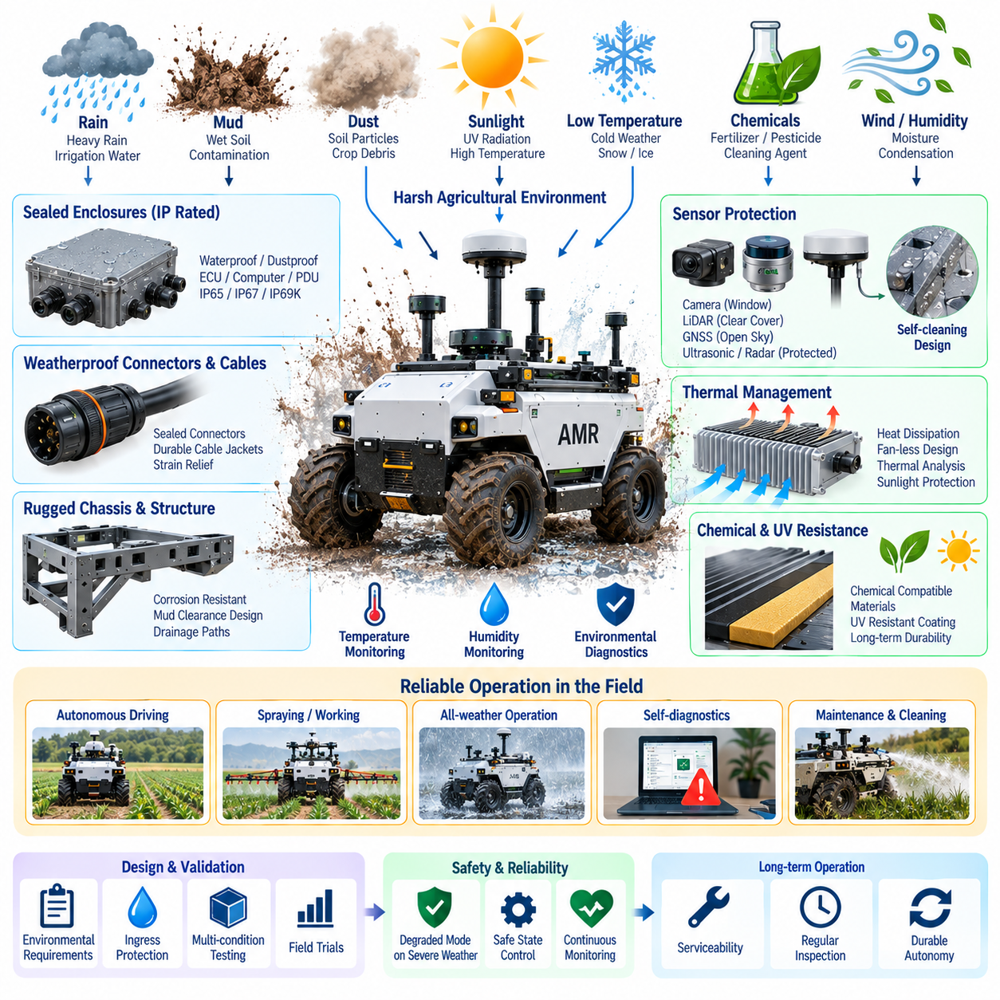 Rain
Heavy Rain
Irrigation Water
Mud
Wet Soil
Contamination
Dust
Soil Particles
Crop Debris
Sunlight
UV Radiation
High Temperature
Low Temperature
Cold Weather
Snow / Ice
Chemicals
Fertilizer / Pesticide
Cleaning Agent
Wind / Humidity
Moisture
Condensation
Harsh Agricultural Environment
Sealed Enclosures (IP Rated)
Waterproof / Dustproof
ECU / Computer / PDU
IP65 / IP67 / IP69K
Weatherproof Connectors & Cables
Sealed Connectors
Durable Cable Jackets
Strain Relief
Rugged Chassis & Structure
Corrosion Resistant
Mud Clearance Design
Drainage Paths
AMR
Sensor Protection
Camera (Window)
LiDAR (Clear Cover)
GNSS (Open Sky)
Ultrasonic / Radar (Protected)
Self-cleaning
Design
Thermal Management
Heat Dissipation
Fan-less Design
Thermal Analysis
Sunlight Protection
Chemical & UV Resistance
Chemical Compatible
Materials
UV Resistant Coating
Long-term Durability
Temperature
Monitoring
Humidity
Monitoring
Environmental
Diagnostics
Reliable Operation in the Field
Autonomous Driving
Spraying / Working
All-weather Operation
Self-diagnostics
Maintenance & Cleaning
Design & Validation
Environmental
Requirements
Ingress
Protection
Multi-condition
Testing
Field Trials
Safety & Reliability
Degraded Mode
on Severe Weather
Safe State
Control
Continuous
Monitoring
Long-term Operation
Serviceability
Regular
Inspection
Durable
Autonomy